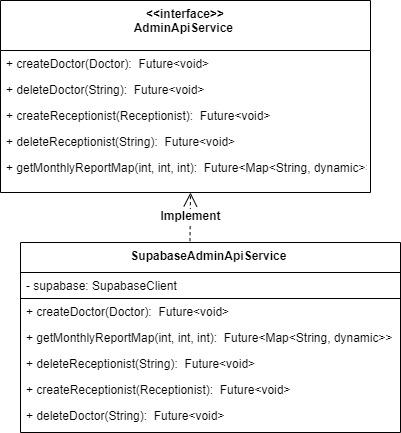 <<interface>>
AdminApiService
+ createDoctor(Doctor): Future<void>
+ deleteDoctor(String): Future<void>
+ createReceptionist(Receptionist): Future<void>
+ deleteReceptionist(String): Future<void>
+ getMonthlyReportMap(int, int, int): Future<Map<String, dynamic>
Implement
SupabaseAdminApiService
- supabase: SupabaseClient
+ createDoctor(Doctor): Future<void>
+ getMonthlyReportMap(int, int, int): Future<Map<String, dynamic>>
+ deleteReceptionist(String): Future<void>
+ createReceptionist(Receptionist): Future<void>
+ deleteDoctor(String): Future<void>